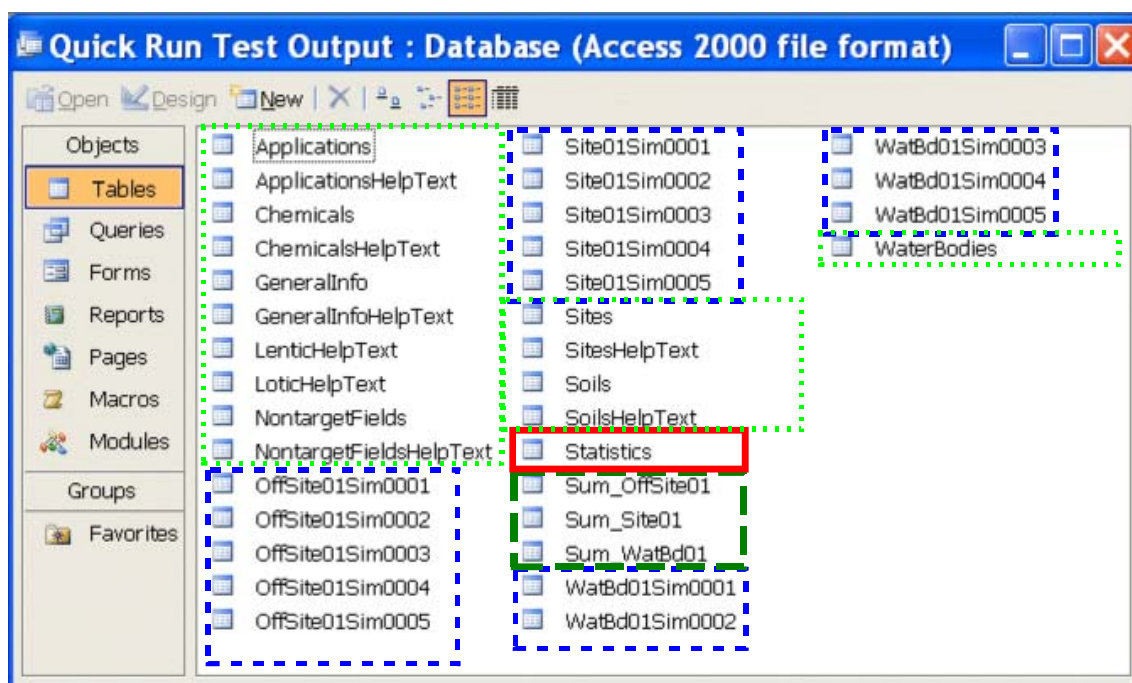 Quick Run Test Output : Database (Access 2000 file format)
Open Design New
Objects
Tables
Queries
Forms
Reports
Pages
Macros
Modules
Groups
Favorites
Applications
ApplicationsHelpText
Chemicals
ChemicalsHelpText
GeneralInfo
GeneralInfoHelpText
LenticHelpText
LoticHelpText
NontargetFields
NontargetFieldsHelpText
OffSite01Sim0001
OffSite01Sim0002
OffSite01Sim0003
OffSite01Sim0004
OffSite01Sim0005
Site01Sim0001
Site01Sim0002
Site01Sim0003
Site01Sim0004
Site01Sim0005
Sites
SitesHelpText
Soils
SoilsHelpText
Statistics
Sum_OffSite01
Sum_Site01
Sum_WatBd01
WatBd01Sim0001
WatBd01Sim0002
WatBd01Sim0003
WatBd01Sim0004
WatBd01Sim0005
WaterBodies